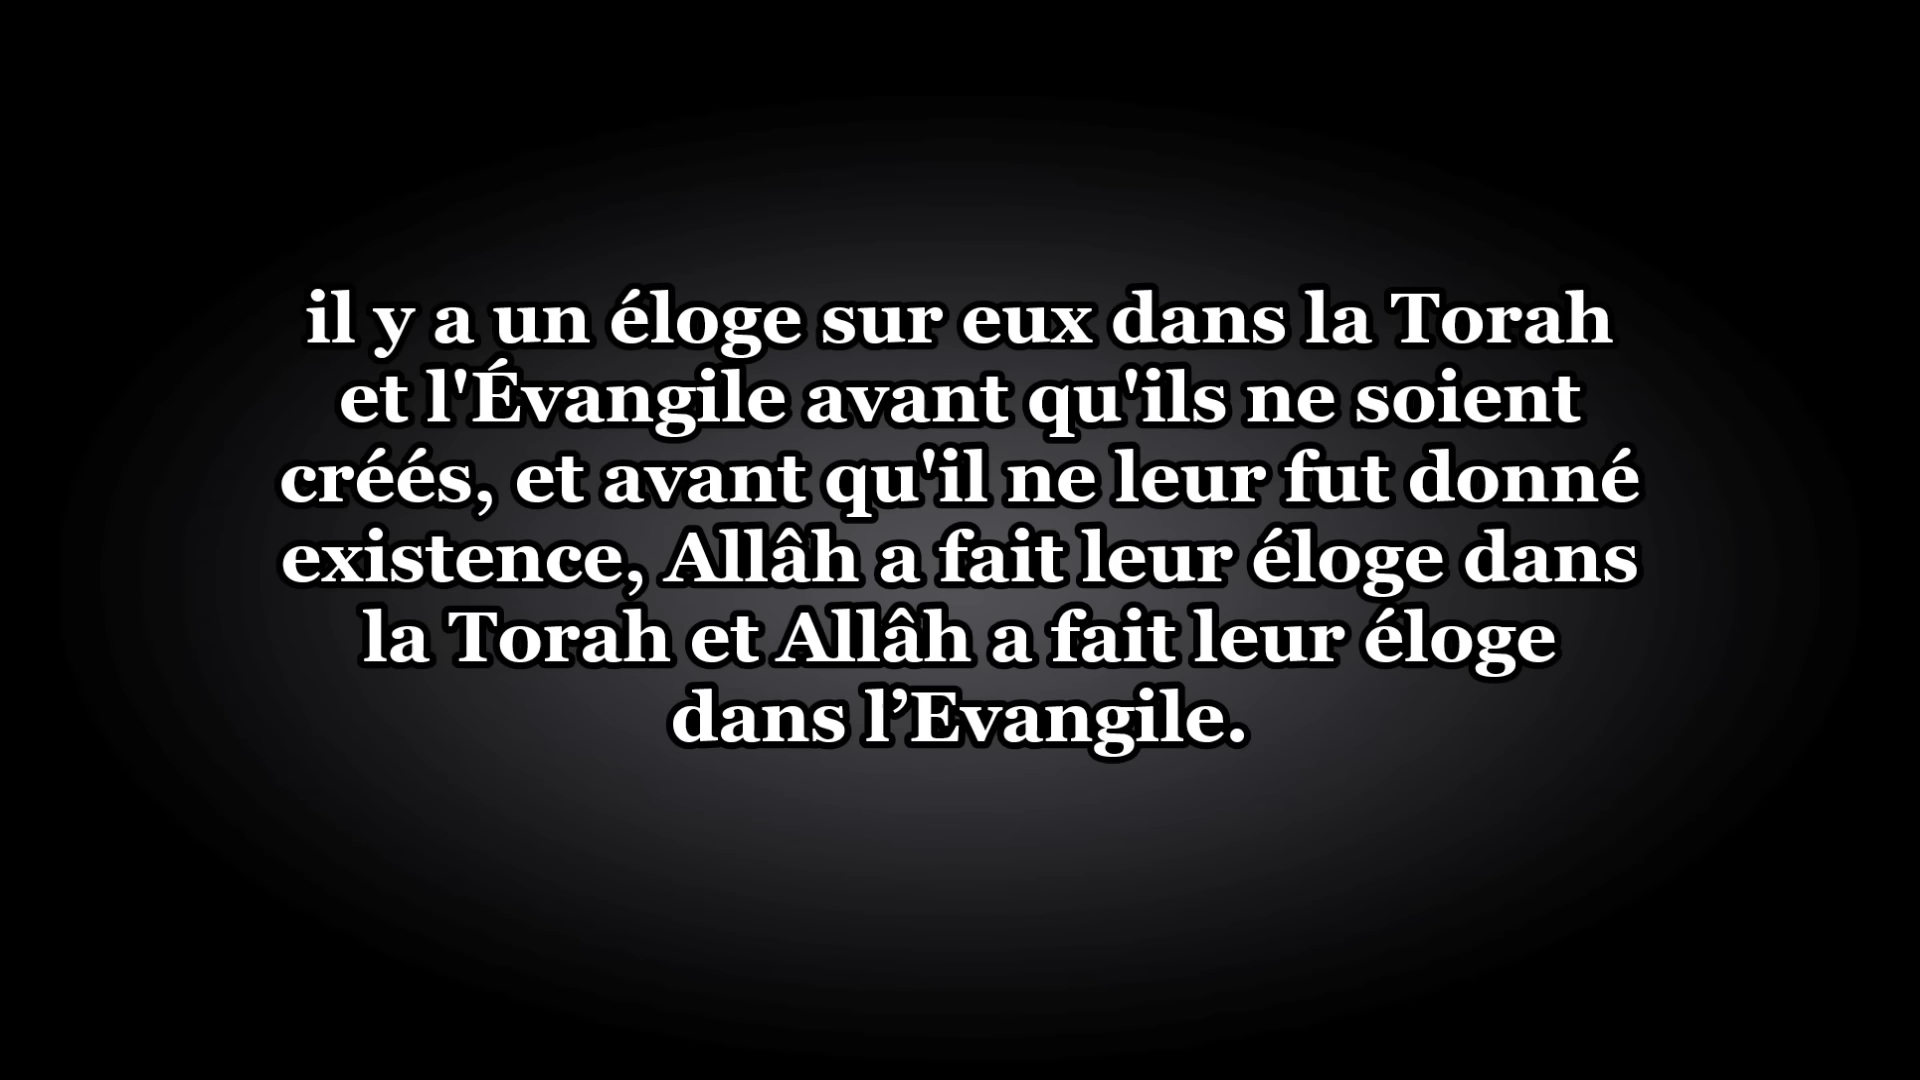 il y a un éloge sur eux dans la Torah
et l'Évangile avant qu'ils ne soient
créés, et avant qu'il ne leur fut donné
existence, Allâh a fait leur éloge dans
la Torah et Allâh a fait leur éloge
dans l’Evangile.